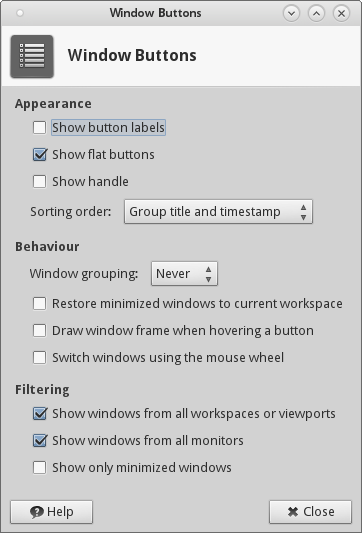 Window Buttons
Window Buttons
Appearance
Show button labels
Show flat buttons
Show handle
Sorting order: Group title and timestamp
Behaviour
Window grouping: Never
Restore minimized windows to current workspace
Draw window frame when hovering a button
Switch windows using the mouse wheel
Filtering
Show windows from all workspaces or viewports
Show windows from all monitors
Show only minimized windows
Help Close